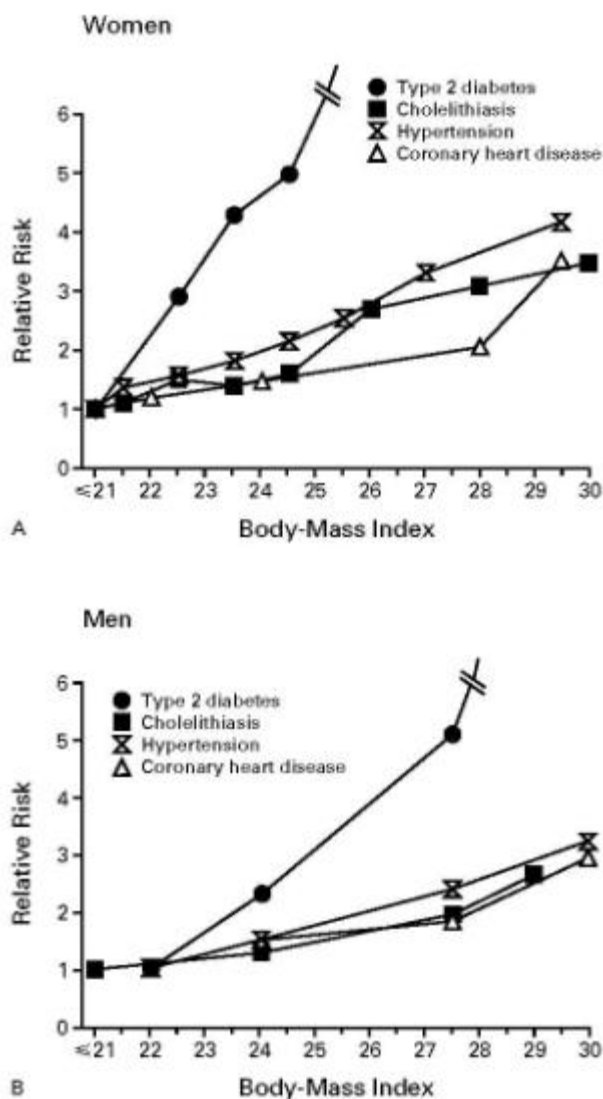 Women
Type 2 diabetes
Cholelithiasis
Hypertension
Coronary heart disease
6
5
4
3
2
1
0
Relative Risk
≤21 22 23 24 25 26 27 28 29 30
Body-Mass Index
A
Men
Type 2 diabetes
Cholelithiasis
Hypertension
Coronary heart disease
6
5
4
3
2
1
0
Relative Risk
≤21 22 23 24 25 26 27 28 29 30
Body-Mass Index
B